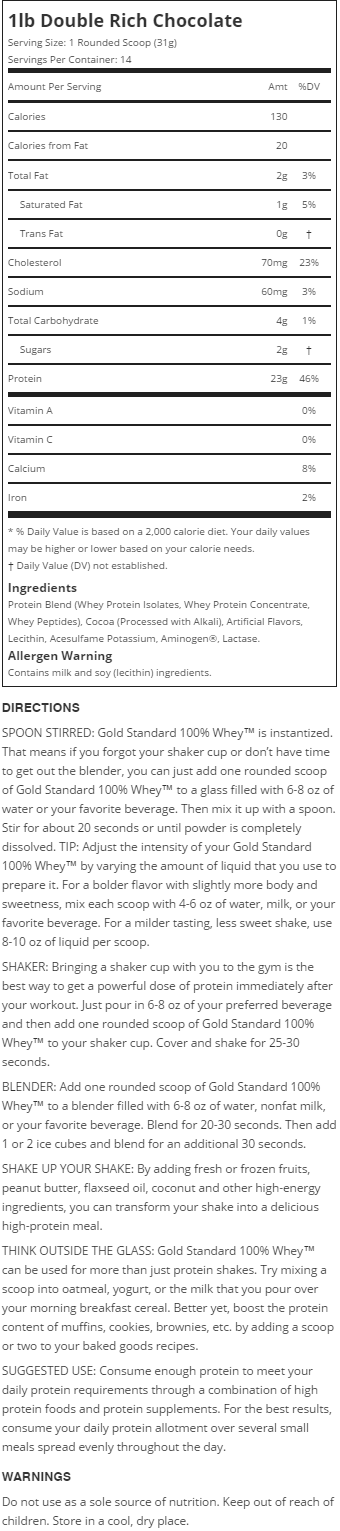 1lb Double Rich Chocolate
Serving Size: 1 Rounded Scoop (31g)
Servings Per Container: 14
Amount Per Serving Amt %DV
Calories 130
Calories from Fat 20
Total Fat 2g 3%
Saturated Fat 1g 5%
Trans Fat 0g †
Cholesterol 70mg 23%
Sodium 60mg 3%
Total Carbohydrate 4g 1%
Sugars 2g †
Protein 23g 46%
Vitamin A 0%
Vitamin C 0%
Calcium 8%
Iron 2%
* % Daily Value is based on a 2,000 calorie diet. Your daily values
may be higher or lower based on your calorie needs.
† Daily Value (DV) not established.
Ingredients
Protein Blend (Whey Protein Isolates, Whey Protein Concentrate,
Whey Peptides), Cocoa (Processed with Alkali), Artificial Flavors,
Lecithin, Acesulfame Potassium, Aminogen®, Lactase.
Allergen Warning
Contains milk and soy (lecithin) ingredients.
DIRECTIONS
SPOON STIRRED: Gold Standard 100% Whey™ is instantized.
That means if you forgot your shaker cup or don’t have time
to get out the blender, you can just add one rounded scoop
of Gold Standard 100% Whey™ to a glass filled with 6-8 oz of
water or your favorite beverage. Then mix it up with a spoon.
Stir for about 20 seconds or until powder is completely
dissolved. TIP: Adjust the intensity of your Gold Standard
100% Whey™ by varying the amount of liquid that you use to
prepare it. For a bolder flavor with slightly more body and
sweetness, mix each scoop with 4-6 oz of water, milk, or your
favorite beverage. For a milder tasting, less sweet shake, use
8-10 oz of liquid per scoop.
SHAKER: Bringing a shaker cup with you to the gym is the
best way to get a powerful dose of protein immediately after
your workout. Just pour in 6-8 oz of your preferred beverage
and then add one rounded scoop of Gold Standard 100%
Whey™ to your shaker cup. Cover and shake for 25-30
seconds.
BLENDER: Add one rounded scoop of Gold Standard 100%
Whey™ to a blender filled with 6-8 oz of water, nonfat milk,
or your favorite beverage. Blend for 20-30 seconds. Then add
1 or 2 ice cubes and blend for an additional 30 seconds.
SHAKE UP YOUR SHAKE: By adding fresh or frozen fruits,
peanut butter, flaxseed oil, coconut and other high-energy
ingredients, you can transform your shake into a delicious
high-protein meal.
THINK OUTSIDE THE GLASS: Gold Standard 100% Whey™
can be used for more than just protein shakes. Try mixing a
scoop into oatmeal, yogurt, or the milk that you pour over
your morning breakfast cereal. Better yet, boost the protein
content of muffins, cookies, brownies, etc. by adding a scoop
or two to your baked goods recipes.
SUGGESTED USE: Consume enough protein to meet your
daily protein requirements through a combination of high
protein foods and protein supplements. For the best results,
consume your daily protein allotment over several small
meals spread evenly throughout the day.
WARNINGS
Do not use as a sole source of nutrition. Keep out of reach of
children. Store in a cool, dry place.